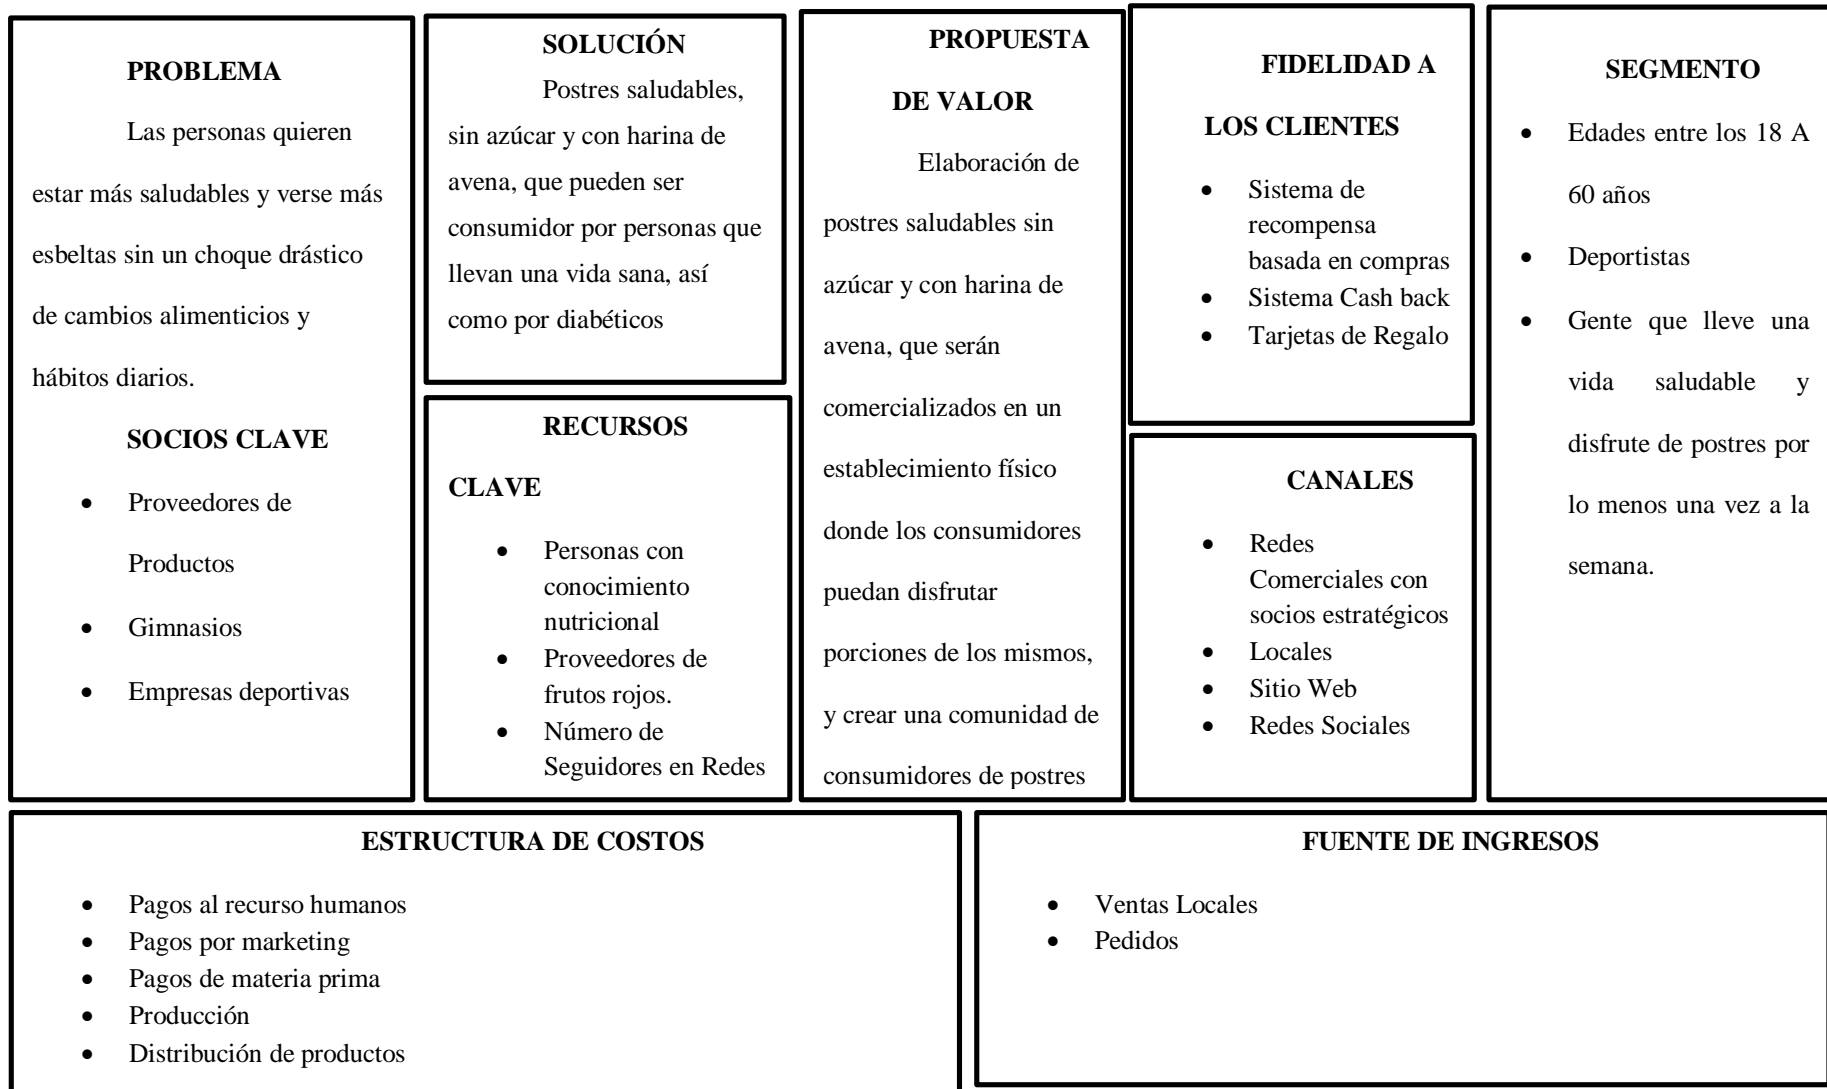 PROBLEMA
Las personas quieren
estar más saludables y verse más
esbeltas sin un choque drástico
de cambios alimenticios y
hábitos diarios.
SOCIOS CLAVE
• Proveedores de
Productos
• Gimnasios
• Empresas deportivas
SOLUCIÓN
Postres saludables,
sin azúcar y con harina de
avena, que pueden ser
consumidor por personas que
llevan una vida sana, así
como por diabéticos
RECURSOS
CLAVE
• Personas con
conocimiento
nutricional
• Proveedores de
frutos rojos.
• Número de
Seguidores en Redes
PROPUESTA
DE VALOR
Elaboración de
postres saludables sin
azúcar y con harina de
avena, que serán
comercializados en un
establecimiento físico
donde los consumidores
puedan disfrutar
porciones de los mismos,
y crear una comunidad de
consumidores de postres
FIDELIDAD A
LOS CLIENTES
• Sistema de
recompensa
basada en compras
• Sistema Cash back
• Tarjetas de Regalo
CANALES
• Redes
Comerciales con
socios estratégicos
• Locales
• Sitio Web
• Redes Sociales
SEGMENTO
• Edades entre los 18 A
60 años
• Deportistas
• Gente que lleve una
vida saludable y
disfrute de postres por
lo menos una vez a la
semana.
ESTRUCTURA DE COSTOS
• Pagos al recurso humanos
• Pagos por marketing
• Pagos de materia prima
• Producción
• Distribución de productos
FUENTE DE INGRESOS
• Ventas Locales
• Pedidos